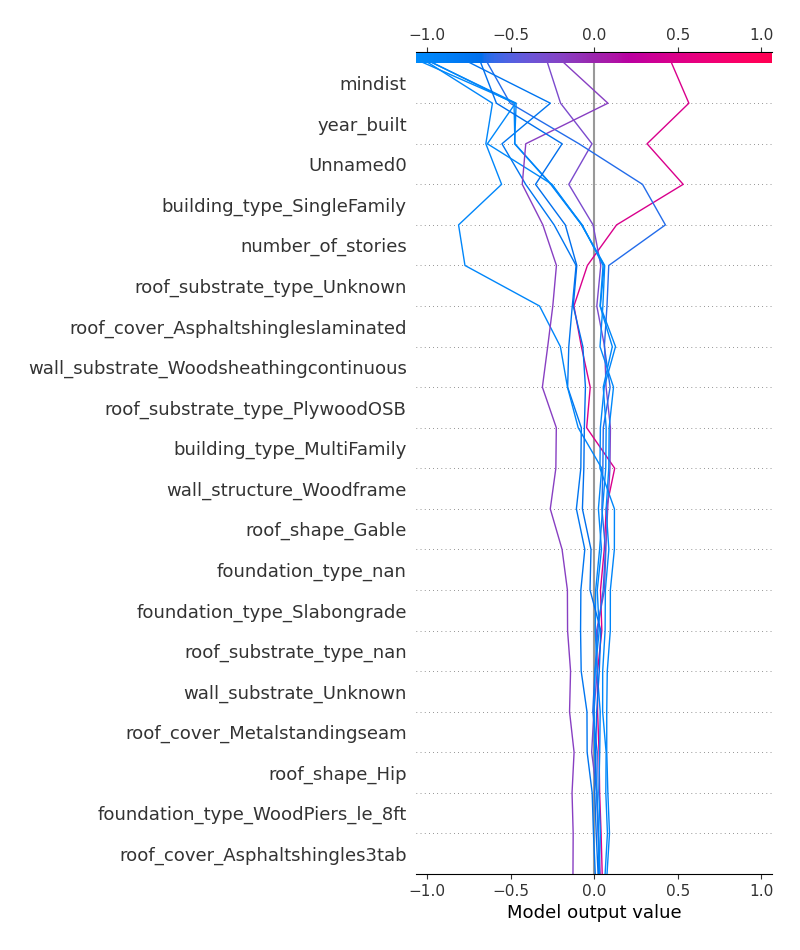 −1.0 −0.5 0.0 0.5 1.0
mindist
year_built
Unnamed0
building_type_SingleFamily
number_of_stories
roof_substrate_type_Unknown
roof_cover_Asphaltshingleslaminated
wall_substrate_Woodsheathingcontinuous
roof_substrate_type_PlywoodOSB
building_type_MultiFamily
wall_structure_Woodframe
roof_shape_Gable
foundation_type_nan
foundation_type_Slabongrade
roof_substrate_type_nan
wall_substrate_Unknown
roof_cover_Metalstandingseam
roof_shape_Hip
foundation_type_WoodPiers_le_8ft
roof_cover_Asphaltshingles3tab
−1.0 −0.5 0.0 0.5 1.0
Model output value